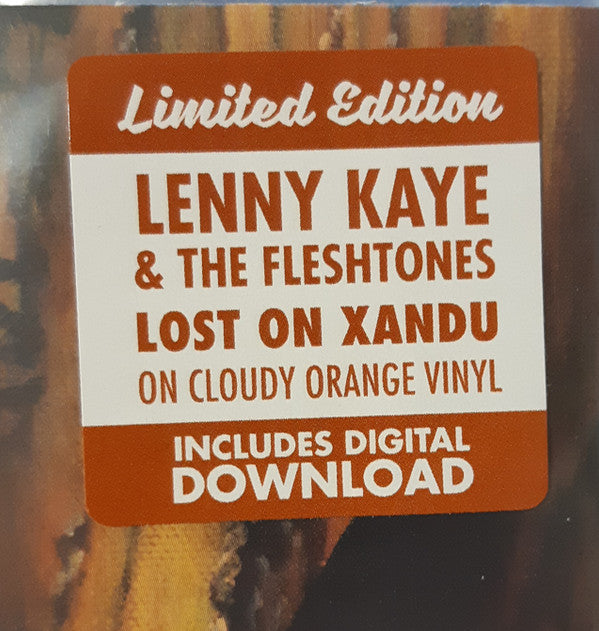 Limited Edition
LENNY KAYE
& THE FLESHTONES
LOST ON XANDU
ON CLOUDY ORANGE VINYL
INCLUDES DIGITAL
DOWNLOAD